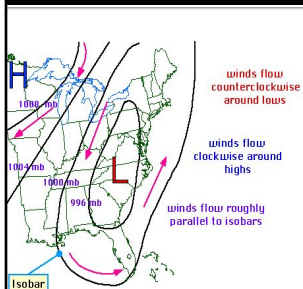 H
winds flow
counterclockwise
around lows
1008 mb
winds flow
clockwise around
highs
1004 mb
L
1000 mb
996 mb
winds flow roughly
parallel to isobars
Isobar